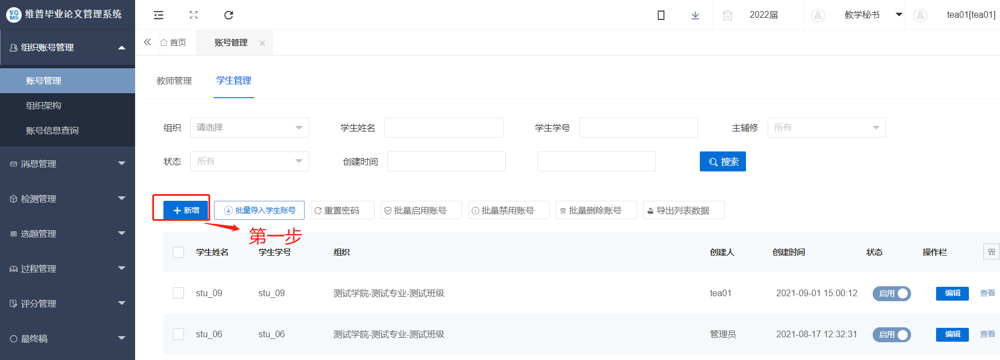 VG
MS
维普毕业论文管理系统
2022届
教学秘书
tea01[tea01]
组织账号管理
首页
账号管理
账号管理
组织架构
账号信息查询
消息管理
检测管理
选题管理
过程管理
评分管理
最终稿
教师管理
学生管理
组织
请选择
学生姓名
学生学号
主辅修
所有
状态
所有
创建时间
搜索
新增
批量导入学生账号
重置密码
批量启用账号
批量禁用账号
批量删除账号
导出列表数据
第一步
学生姓名
学生学号
组织
创建人
创建时间
状态
操作栏
stu_09
stu_09
测试学院-测试专业-测试班级
tea01
2021-09-01 15:00:12
启用
编辑
查看
stu_06
stu_06
测试学院-测试专业-测试班级
管理员
2021-08-17 12:32:31
启用
编辑
查看